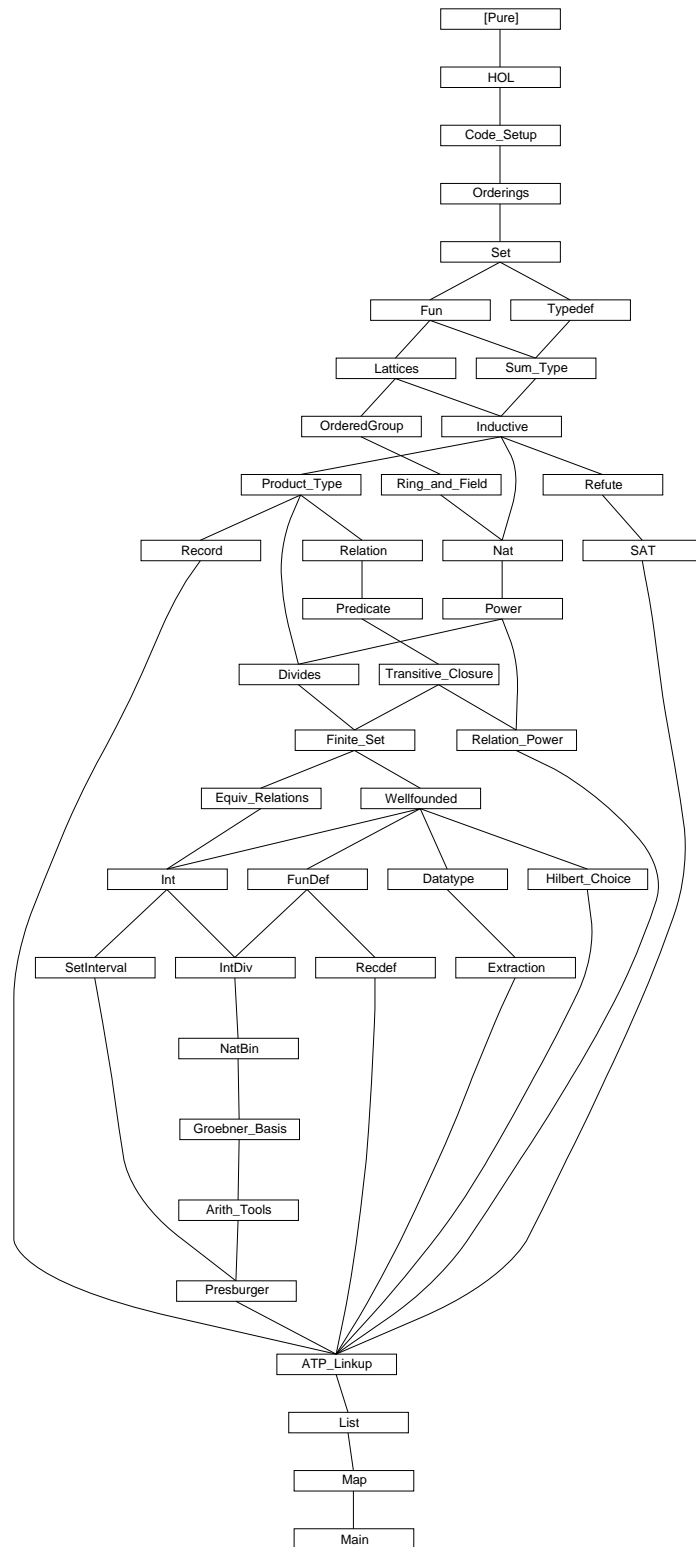 [Pure]
HOL
Code_Setup
Orderings
Set
Fun
Typedef
Lattices
Sum_Type
OrderedGroup
Inductive
Product_Type
Ring_and_Field
Refute
Record
Relation
Nat
SAT
Predicate
Power
Divides
Transitive_Closure
Finite_Set
Relation_Power
Equiv_Relations
Wellfounded
Int
FunDef
Datatype
Hilbert_Choice
SetInterval
IntDiv
Recdef
Extraction
NatBin
Groebner_Basis
Arith_Tools
Presburger
ATP_Linkup
List
Map
Main